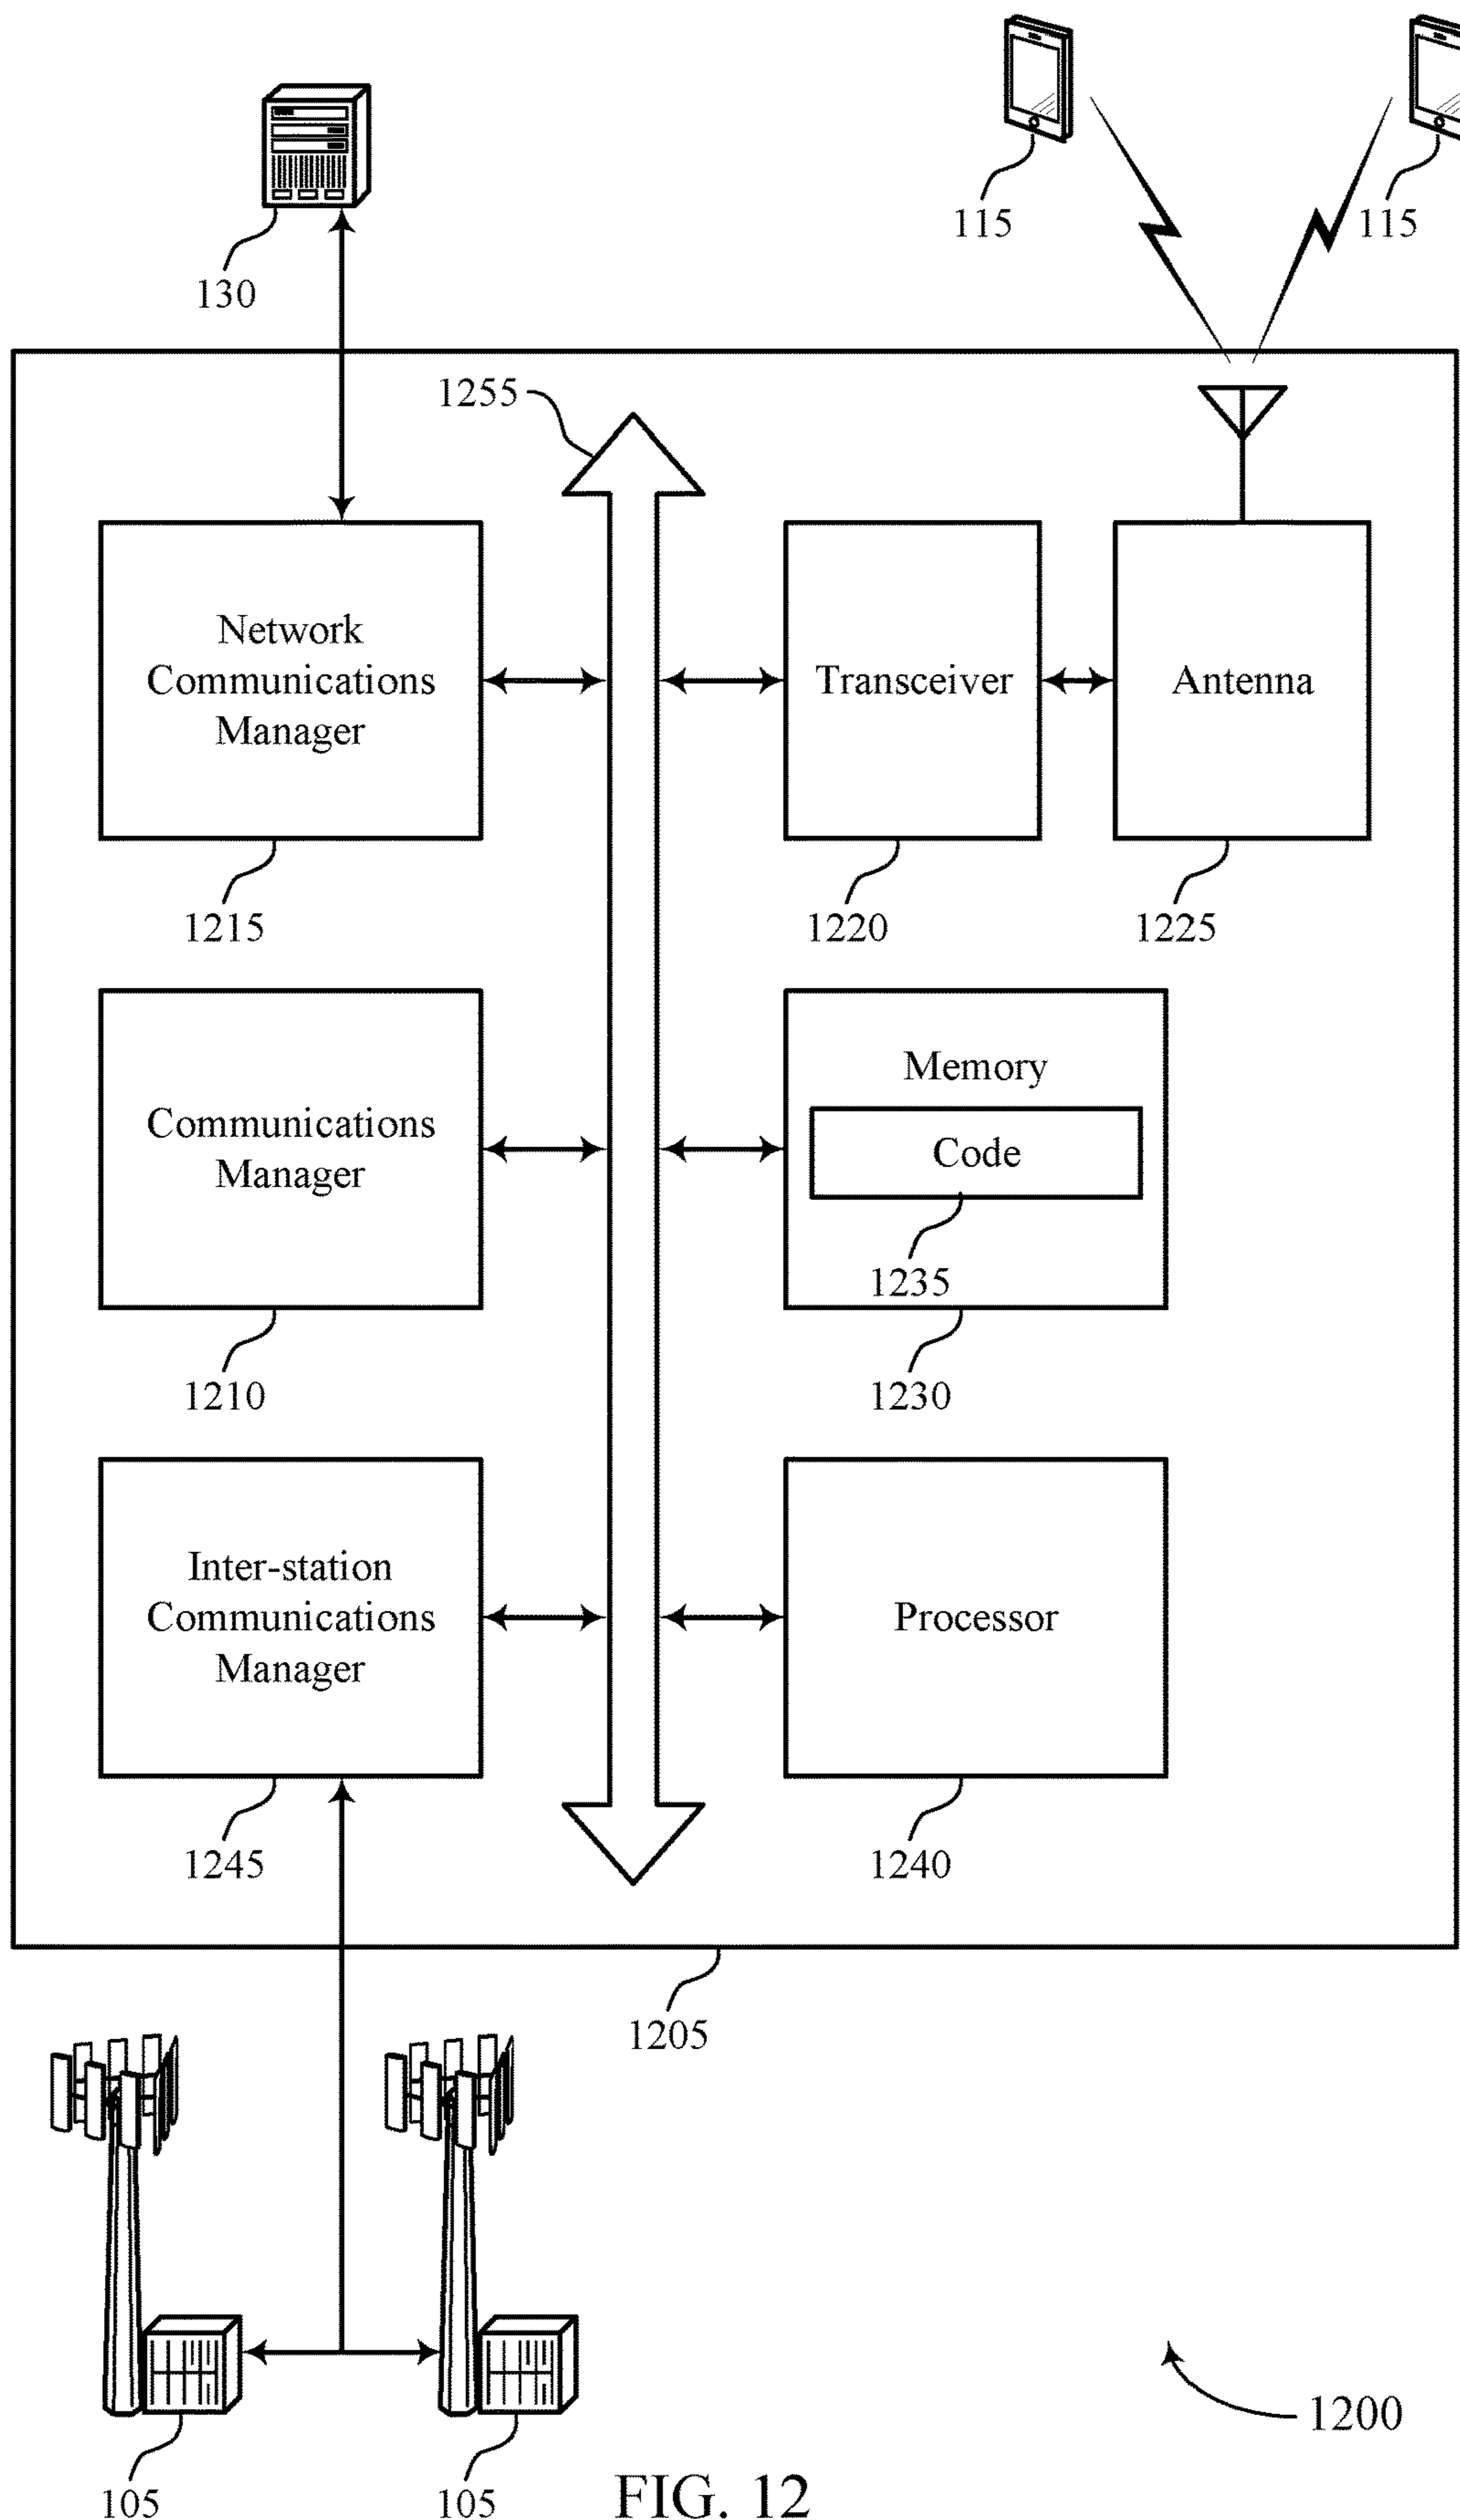 115
115
130
1255
Network
Communications
Manager
Transceiver
Antenna
1215
1220
1225
Communications
Manager
Memory
Code
1235
1210
1230
Inter-station
Communications
Manager
Processor
1245
1240
1205
1200
105
105
FIG. 12